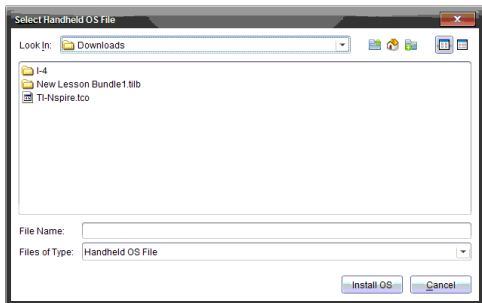 Select Handheld OS File
Look In: Downloads
I-4
New Lesson Bundle1.tilb
TI-Nspire.tco
File Name:
Files of Type: Handheld OS File
Install OS Cancel